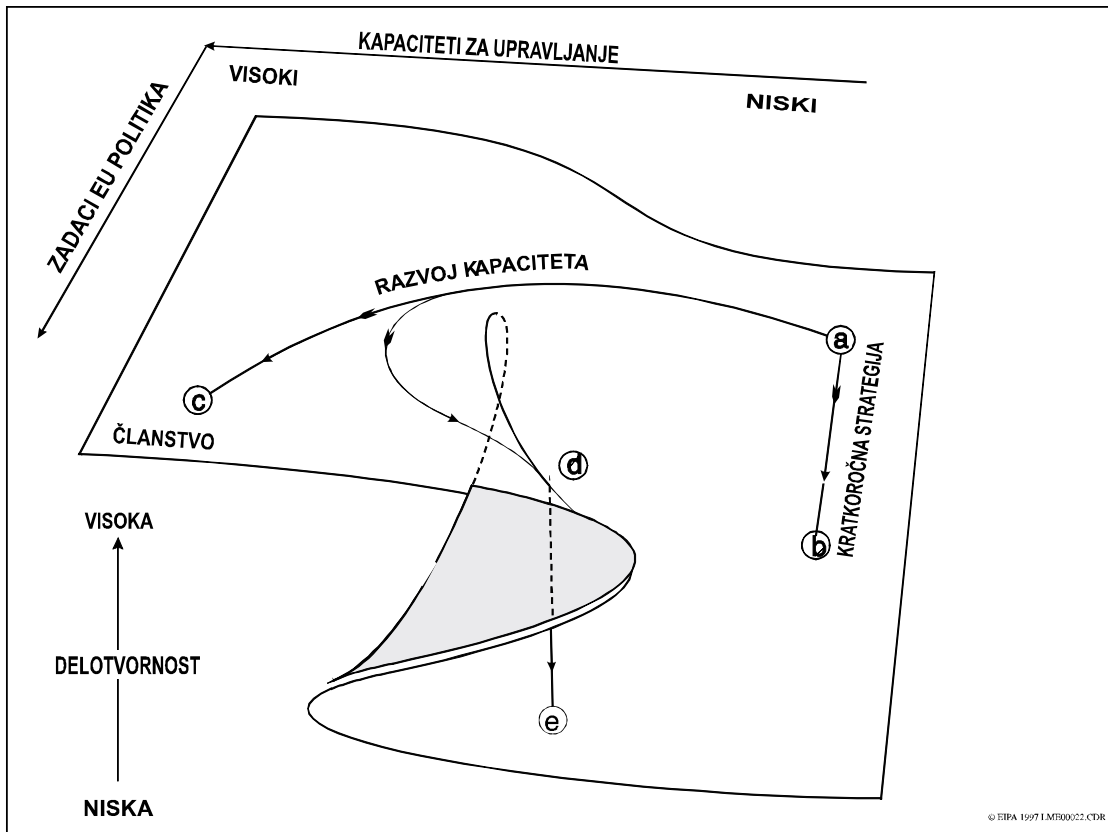 KAPACITETI ZA UPRAVLJANJE
VISOKI
NISKI
ZADACI EU POLITIKA
RAZVOJ KAPACITETA
a
c
ČLANSTVO
KRATKOROČNA STRATEGIJA
d
b
VISOKA
DELOTVORNOST
e
NISKA
© EIPA 1997 LME00022.CDR